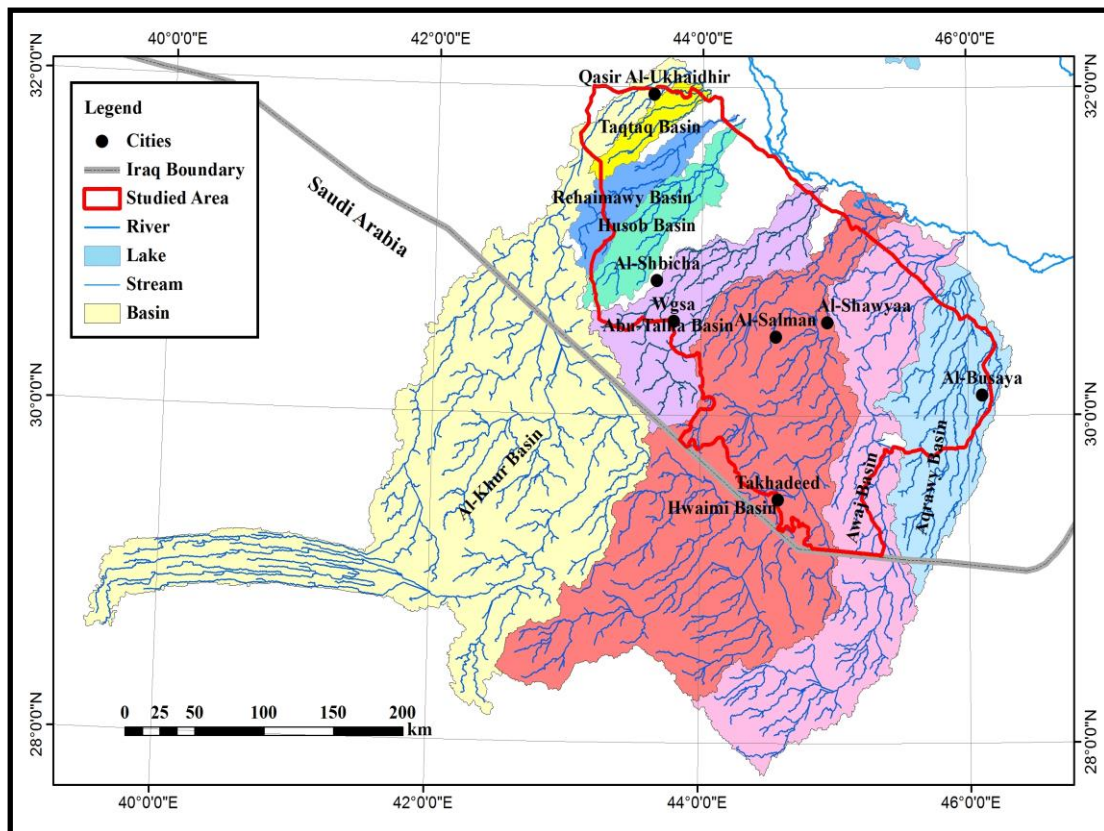 40°0'0"E
42°0'0"E
44°0'0"E
46°0'0"E
32°0'0"N
32°0'0"N
Legend
Cities
Iraq Boundary
Studied Area
River
Lake
Stream
Basin
Qasir Al-Ukhaidhir
Taqtaq Basin
Saudi Arabia
Rehaimawy Basin
Husob Basin
Al-Shbicha
Wgsa
Abu-Talha Basin
Al-Salman
Al-Shawyaa
Al-Busaya
30°0'0"N
30°0'0"N
Al-Khur Basin
Takhadeed
Hwaimi Basin
Awaj Basin
Aqrawy Basin
0 25 50 100 150 200
km
28°0'0"N
28°0'0"N
40°0'0"E
42°0'0"E
44°0'0"E
46°0'0"E